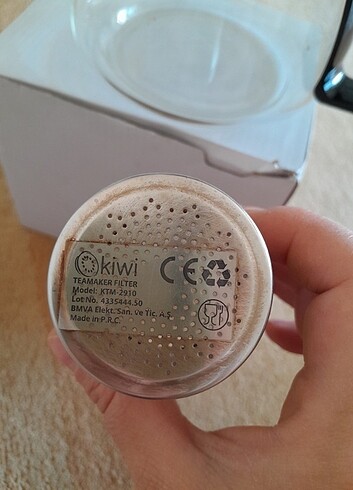 kiwi
CE
TEAMAKER FILTER
Model: KTM-2910
Lot No. 4335444.50
BMVA Elekt. San. ve Tic. A.Ş.
Made in P.R.C.